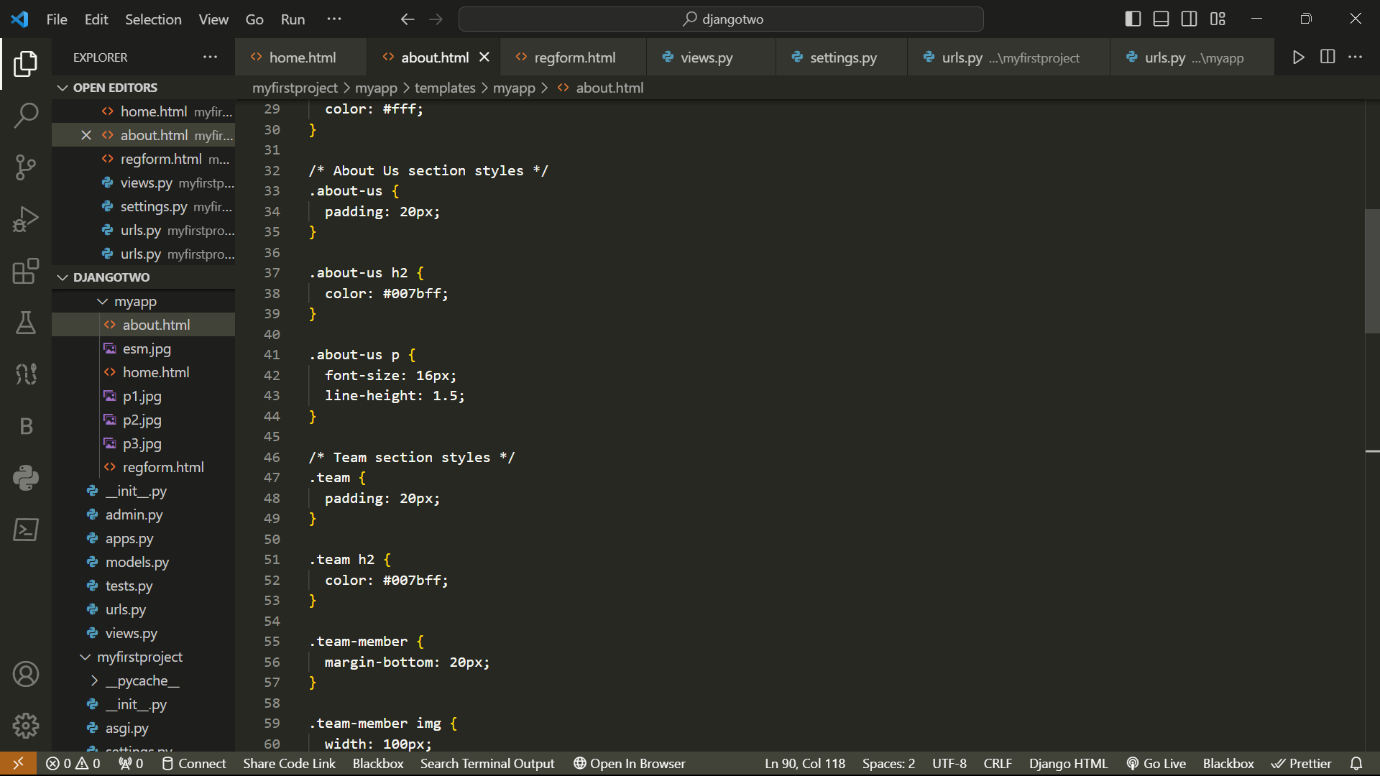 File Edit Selection View Go Run ··· djangotwo
EXPLORER ···
home.html about.html regform.html views.py settings.py urls.py ...\myfirstproject urls.py ...\myapp ···
OPEN EDITORS
home.html myfir...
about.html myfir...
regform.html m...
views.py myfirstp...
settings.py myfir...
urls.py myfirstpro...
urls.py myfirstpro...
DJANGOTWO
myapp
about.html
esm.jpg
home.html
p1.jpg
p2.jpg
p3.jpg
regform.html
__init__.py
admin.py
apps.py
models.py
tests.py
urls.py
views.py
myfirstproject
__pycache__
__init__.py
asgi.py
settings.py
myfirstproject > myapp > templates > myapp > about.html
29 color: #fff;
30 }
31
32 /* About Us section styles */
33 .about-us {
34 padding: 20px;
35 }
36
37 .about-us h2 {
38 color: #007bff;
39 }
40
41 .about-us p {
42 font-size: 16px;
43 line-height: 1.5;
44 }
45
46 /* Team section styles */
47 .team {
48 padding: 20px;
49 }
50
51 .team h2 {
52 color: #007bff;
53 }
54
55 .team-member {
56 margin-bottom: 20px;
57 }
58
59 .team-member img {
60 width: 100px;
0 0 0 Connect Share Code Link Blackbox Search Terminal Output Open In Browser Ln 90, Col 118 Spaces: 2 UTF-8 CRLF Django HTML Go Live Blackbox Prettier